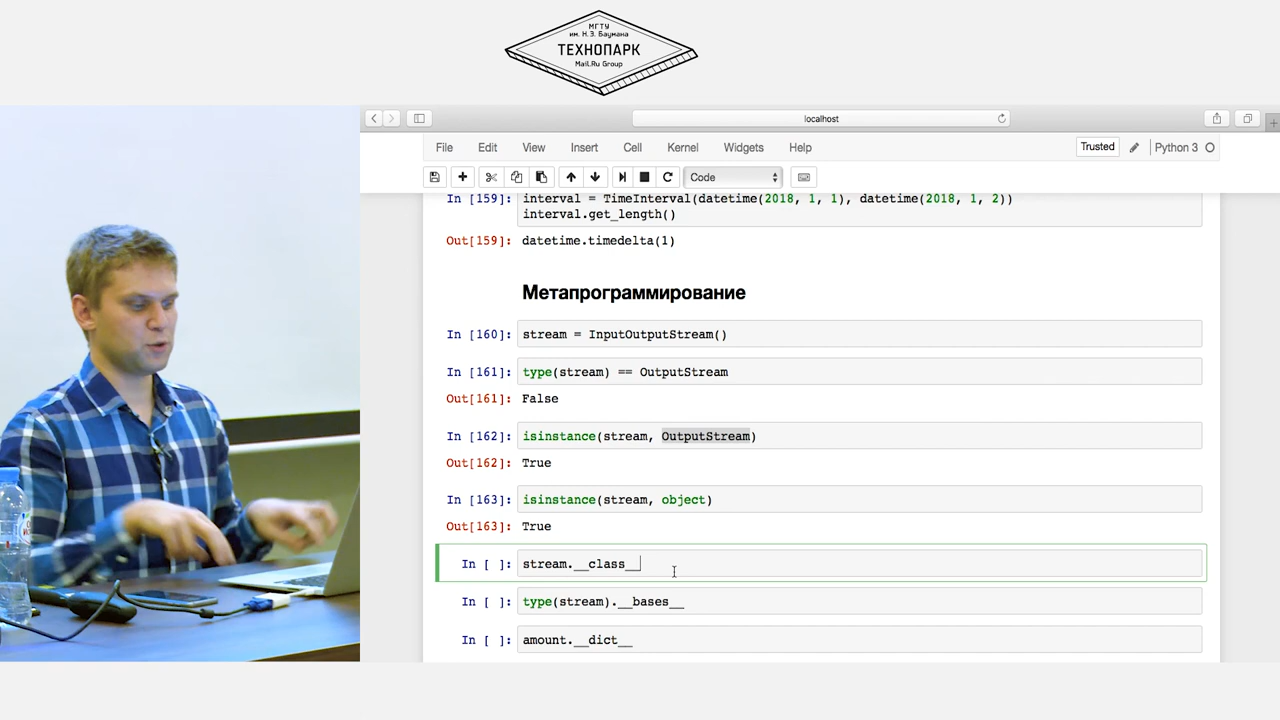 МГТУ
им. Н.Э. Баумана
ТЕХНОПАРК
Mail.Ru Group
localhost
File Edit View Insert Cell Kernel Widgets Help Trusted Python 3
Code
In [159]: interval = TimeInterval(datetime(2018, 1, 1), datetime(2018, 1, 2))
interval.get_length()
Out[159]: datetime.timedelta(1)
Метапрограммирование
In [160]: stream = InputOutputStream()
In [161]: type(stream) == OutputStream
Out[161]: False
In [162]: isinstance(stream, OutputStream)
Out[162]: True
In [163]: isinstance(stream, object)
Out[163]: True
In [ ]: stream.__class__
In [ ]: type(stream).__bases__
In [ ]: amount.__dict__